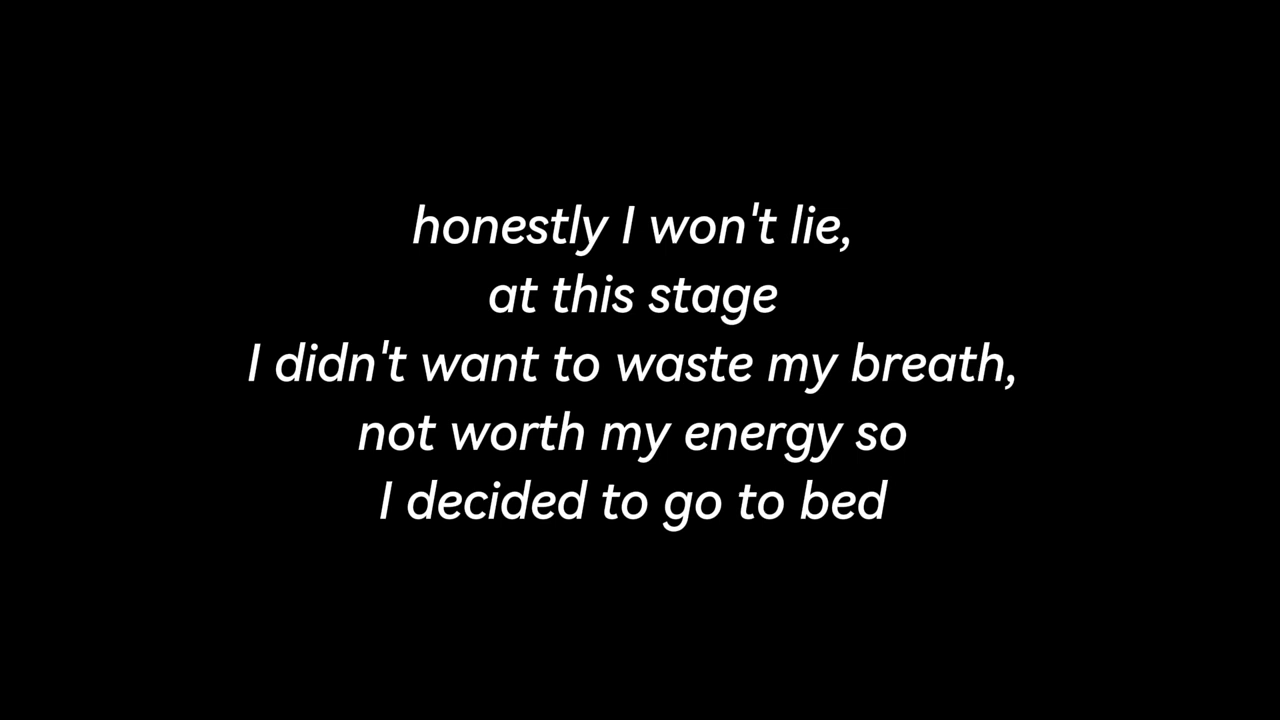 honestly I won't lie,
at this stage
I didn't want to waste my breath,
not worth my energy so
I decided to go to bed